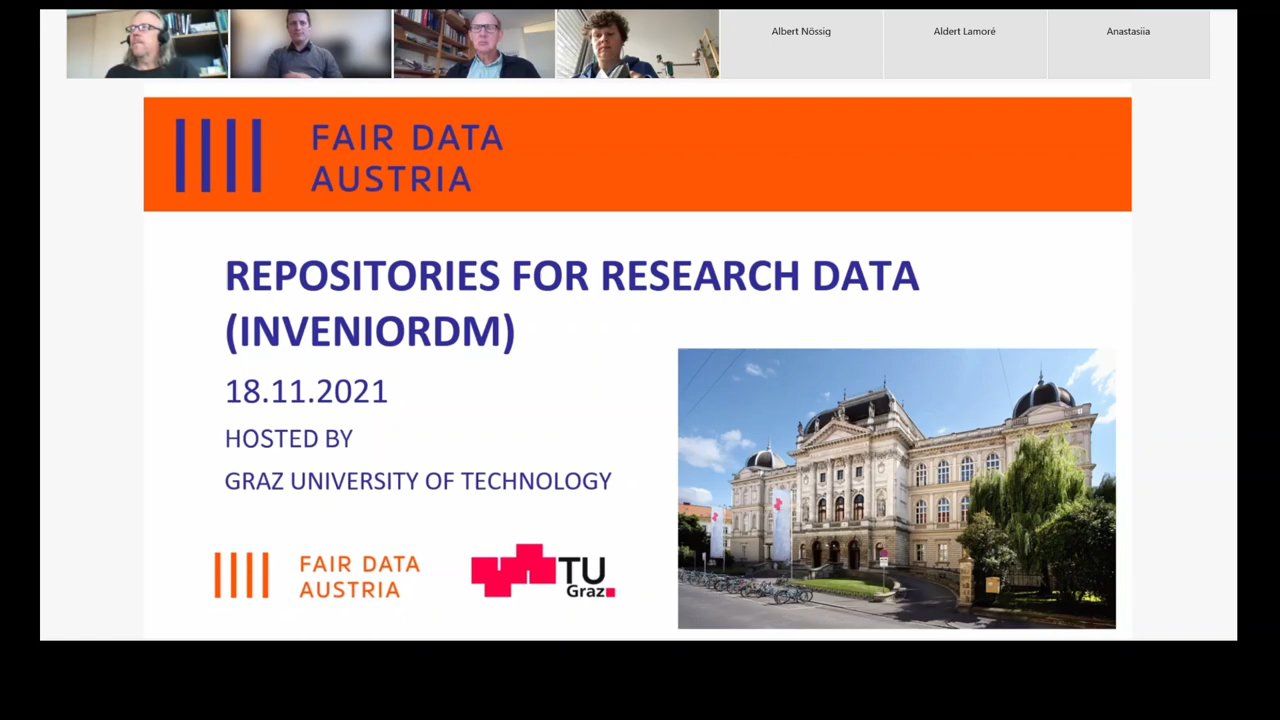 Albert Nössig
Aldert Lamoré
Anastasiia
FAIR DATA
AUSTRIA
REPOSITORIES FOR RESEARCH DATA
(INVENIORDM)
18.11.2021
HOSTED BY
GRAZ UNIVERSITY OF TECHNOLOGY
FAIR DATA
AUSTRIA
TU
Graz